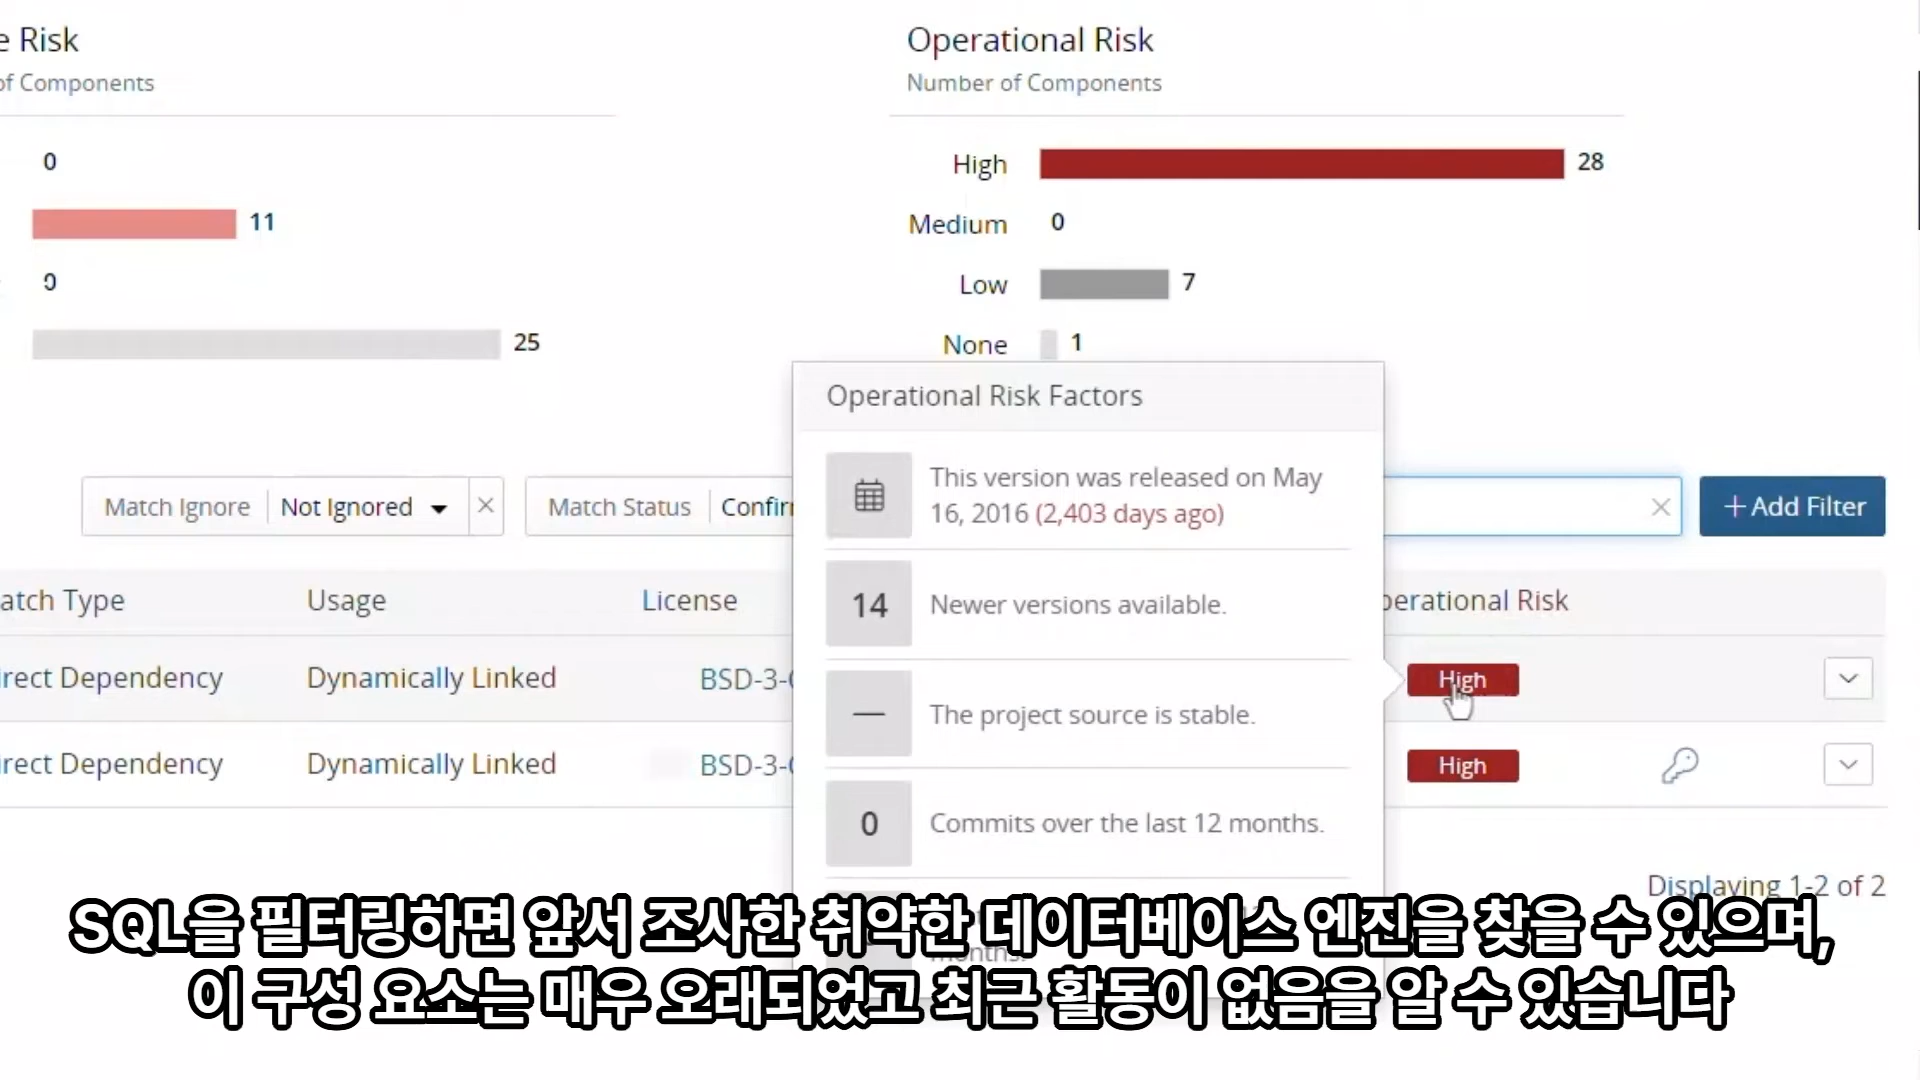 e Risk
of Components
0
11
0
25
Operational Risk
Number of Components
High 28
Medium 0
Low 7
None 1
Match Ignore Not Ignored
Match Status Confir
+ Add Filter
atch Type Usage License perational Risk
irect Dependency Dynamically Linked BSD-3- High
irect Dependency Dynamically Linked BSD-3- High
Operational Risk Factors
This version was released on May
16, 2016 (2,403 days ago)
14 Newer versions available.
— The project source is stable.
0 Commits over the last 12 months.
months.
Displaying 1-2 of 2
SQL을 필터링하면 앞서 조사한 취약한 데이터베이스 엔진을 찾을 수 있으며,
이 구성 요소는 매우 오래되었고 최근 활동이 없음을 알 수 있습니다